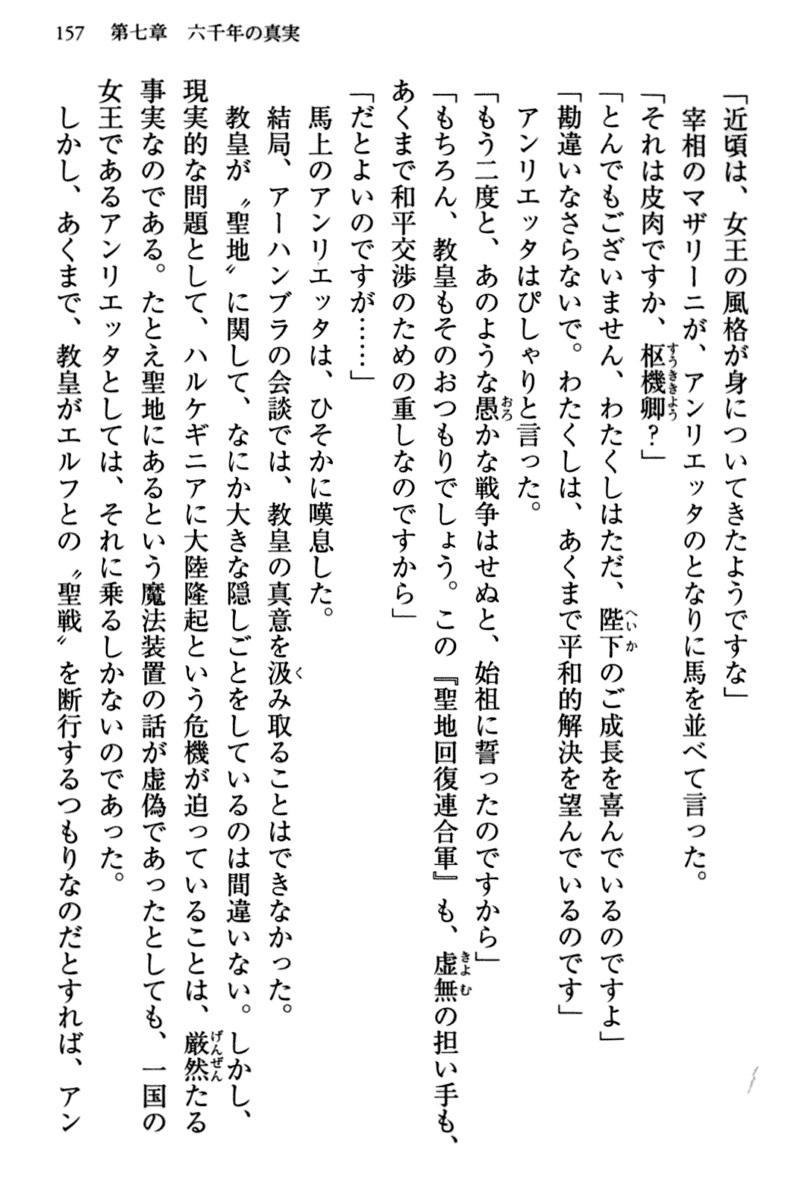 157　第七章　六千年の真実
「近頃は、女王の風格が身についてきたようですな」
宰相のマザリーニが、アンリエッタのとなりに馬を並べて言った。
「それは皮肉ですか、枢機卿？」
「とんでもございません、わたくしはただ、陛下のご成長を喜んでいるのですよ」
「勘違いなさらないで。わたくしは、あくまで平和的解決を望んでいるのです」
アンリエッタはぴしゃりと言った。
「もう二度と、あのような愚かな戦争はせぬと、始祖に誓ったのですから」
「もちろん、教皇もそのおつもりでしょう。この『聖地回復連合軍』も、虚無の担い手も、
あくまで和平交渉のための重しなのですから」
「だとよいのですが……」
馬上のアンリエッタは、ひそかに嘆息した。
結局、アーハンブラの会談では、教皇の真意を汲み取ることはできなかった。
教皇が〝聖地〟に関して、なにか大きな隠しごとをしているのは間違いない。しかし、
現実的な問題として、ハルケギニアに大陸隆起という危機が迫っていることは、厳然たる
事実なのである。たとえ聖地にあるという魔法装置の話が虚偽であったとしても、一国の
女王であるアンリエッタとしては、それに乗るしかないのであった。
しかし、あくまで、教皇がエルフとの〝聖戦〟を断行するつもりなのだとすれば、アン